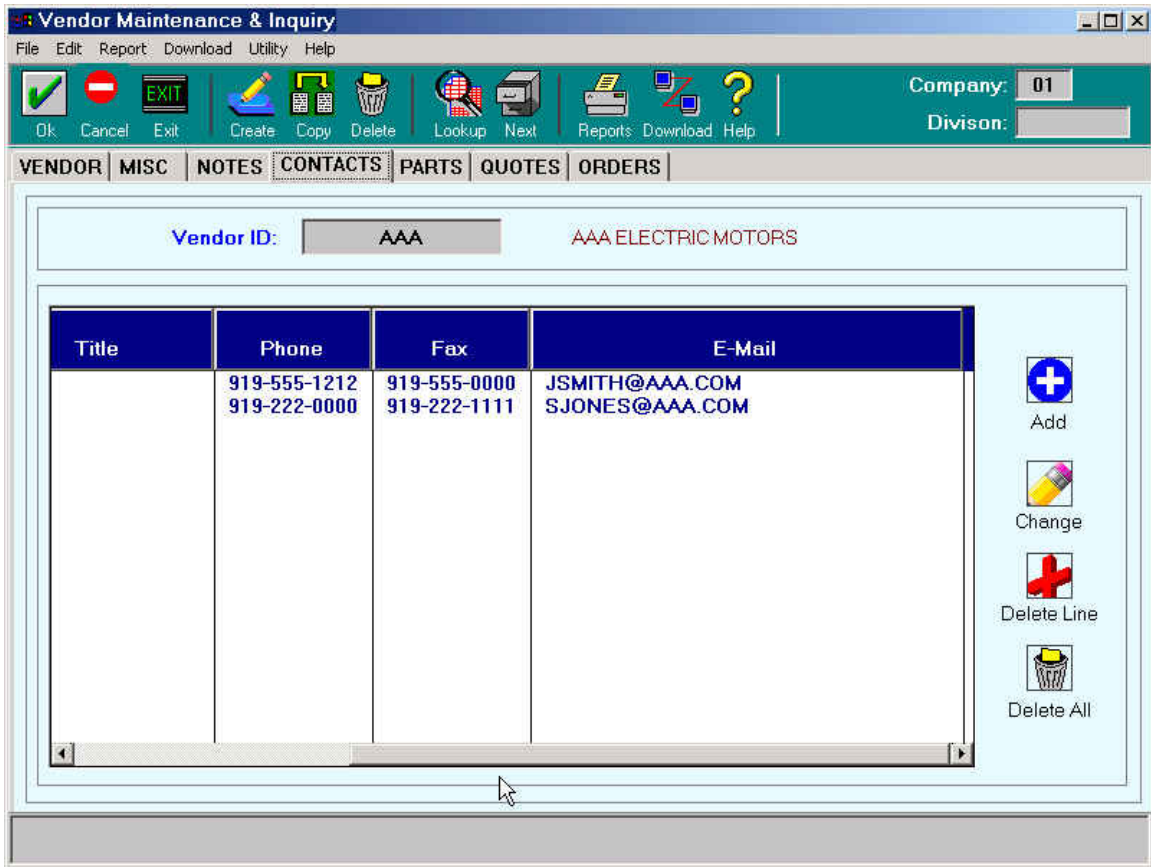 Vendor Maintenance & Inquiry
File Edit Report Download Utility Help
EXIT
Ok Cancel Exit Create Copy Delete Lookup Next Reports Download Help
Company: 01
Divison:
VENDOR MISC NOTES CONTACTS PARTS QUOTES ORDERS
Vendor ID: AAA AAA ELECTRIC MOTORS
Title Phone Fax E-Mail
919-555-1212 919-555-0000 JSMITH@AAA.COM
919-222-0000 919-222-1111 SJONES@AAA.COM
Add
Change
Delete Line
Delete All